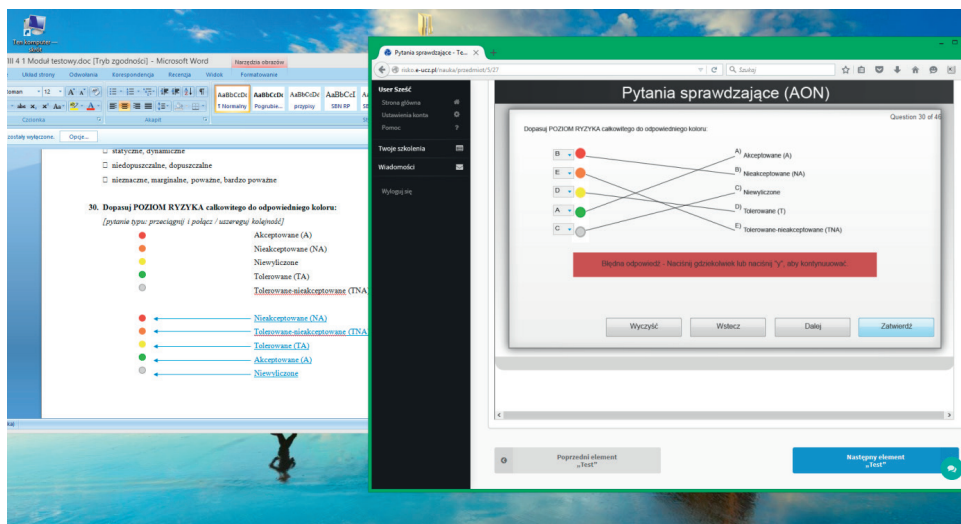 III 4 1 Moduł testowy.doc [Tryb zgodności] - Microsoft Word
Narzędzia obrazów
Układ strony Odwołania Korespondencja Recenzja Widok Formatowanie
12
AaBbCcDc AaBbCcDc AaBbCcDc AaBbCcI
T Normalny Pogrubie... przypisy SBN RP
Czcionka Akapit
zostały wyłączone. Opcje...
statyczne, dynamiczne
niedopuszczalne, dopuszczalne
nieznaczne, marginalne, poważne, bardzo poważne
30. Dopasuj POZIOM RYZYKA całkowitego do odpowiedniego koloru:
[pytanie typu: przeciągnij i połącz / uszereguj kolejność]
Akceptowane (A)
Nieakceptowane (NA)
Niewyliczone
Tolerowane (TA)
Tolerowane-nieakceptowane (TNA
Nieakceptowane (NA)
Tolerowane-nieakceptowane (TNA
Tolerowane (TA)
Akceptowane (A)
Niewyliczone
Pytania sprawdzające - Te...
risko.e-ucz.pl/nauka/przedmiot/5/27
Szukaj
User Sześć
Strona główna
Ustawienia konta
Pomoc
Twoje szkolenia
Wiadomości
Wyloguj się
Pytania sprawdzające (AON)
Question 30 of 46
Dopasuj POZIOM RYZYKA całkowitego do odpowiedniego koloru:
B
E
D
A
C
A) Akceptowane (A)
B) Nieakceptowane (NA)
C) Niewyliczone
D) Tolerowane (T)
E) Tolerowane-nieakceptowane (TNA)
Błędna odpowiedź - Naciśnij gdziekolwiek lub naciśnij "y", aby kontynuuować.
Wyczyść Wstecz Dalej Zatwierdź
Poprzedni element
„Test”
Następny element
„Test”